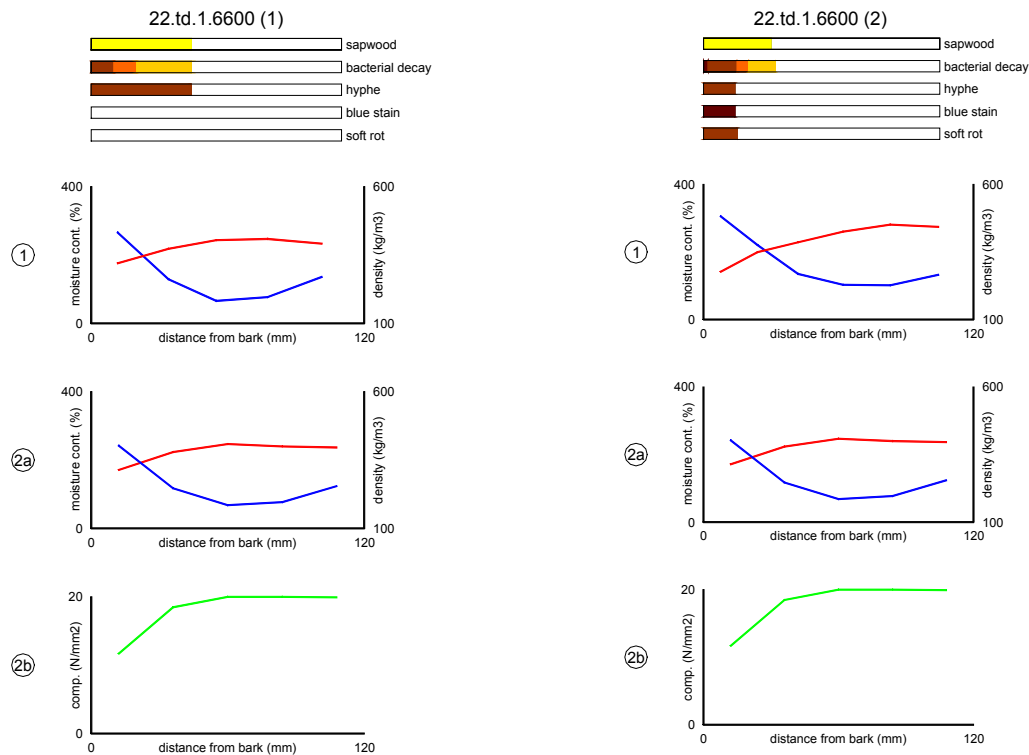 22.td.1.6600 (1)
sapwood
bacterial decay
hyphe
blue stain
soft rot
1
400
0
moisture cont. (%)
600
100
density (kg/m3)
0
distance from bark (mm)
120
2a
400
0
moisture cont. (%)
600
100
density (kg/m3)
0
distance from bark (mm)
120
2b
20
0
comp. (N/mm2)
0
distance from bark (mm)
120
22.td.1.6600 (2)
sapwood
bacterial decay
hyphe
blue stain
soft rot
1
400
0
moisture cont. (%)
600
100
density (kg/m3)
0
distance from bark (mm)
120
2a
400
0
moisture cont. (%)
600
100
density (kg/m3)
0
distance from bark (mm)
120
2b
20
0
comp. (N/mm2)
0
distance from bark (mm)
120